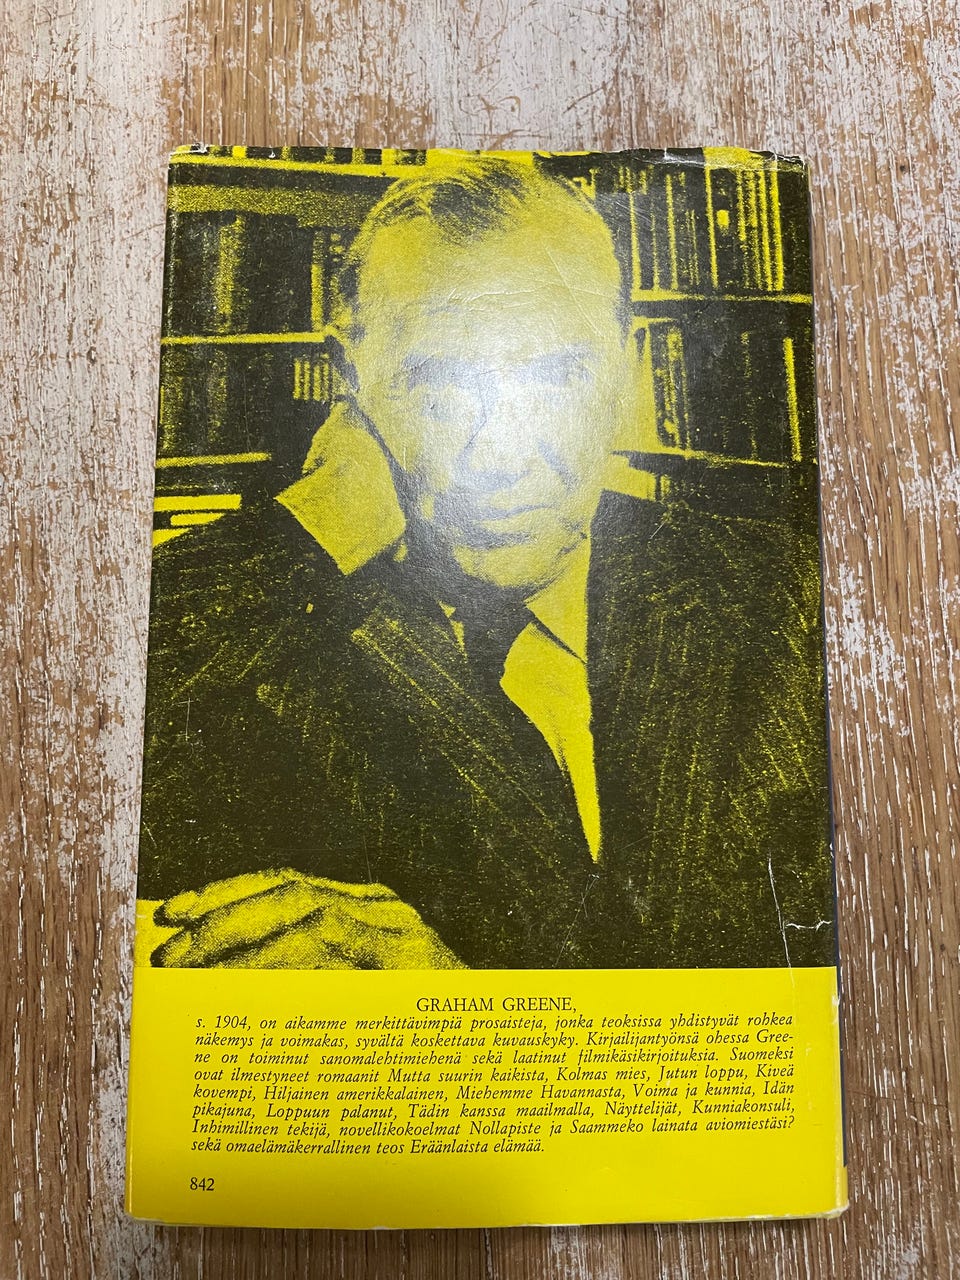 GRAHAM GREENE,
s. 1904, on aikamme merkittävimpiä prosaisteja, jonka teoksissa yhdistyvät rohkea
näkemys ja voimakas, syvältä koskettava kuvauskyky. Kirjailijantyönsä ohessa Gree-
ne on toiminut sanomalehtimiehenä sekä laatinut filmikäsikirjoituksia. Suomeksi
ovat ilmestyneet romaanit Mutta suurin kaikista, Kolmas mies, Jutun loppu, Kiveä
kovempi, Hiljainen amerikkalainen, Miehemme Havannasta, Voima ja kunnia, Idän
pikajuna, Loppuun palanut, Tädin kanssa maailmalla, Näyttelijät, Kunniakonsuli,
Inhimillinen tekijä, novellikokoelmat Nollapiste ja Saammeko lainata aviomiestäsi?
sekä omaelämäkerrallinen teos Eräänlaista elämää.
842